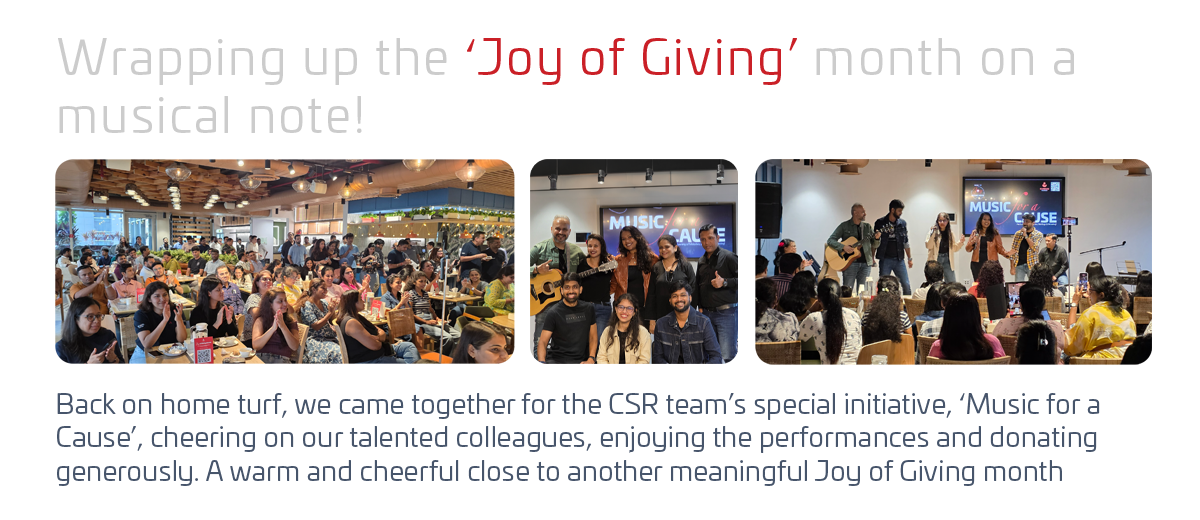 Wrapping up the ‘Joy of Giving’ month on a
musical note!
MUSIC for a
CAUSE
MUSIC for a
CAUSE
Back on home turf, we came together for the CSR team’s special initiative, ‘Music for a
Cause’, cheering on our talented colleagues, enjoying the performances and donating
generously. A warm and cheerful close to another meaningful Joy of Giving month